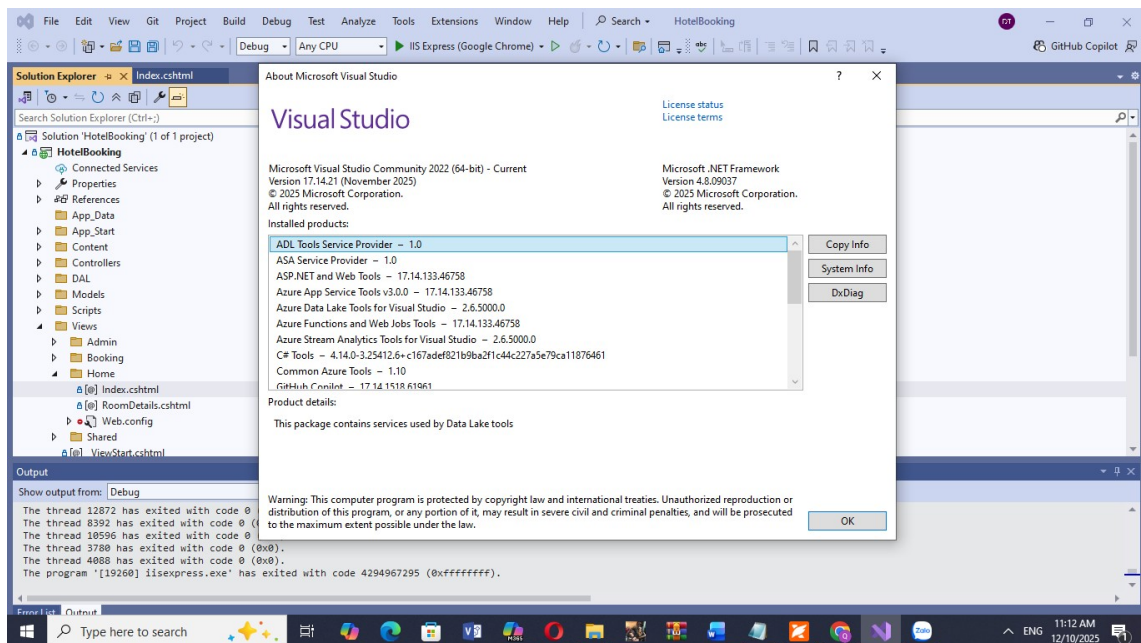 File Edit View Git Project Build Debug Test Analyze Tools Extensions Window Help Search HotelBooking DT
Debug Any CPU IIS Express (Google Chrome) GitHub Copilot
Solution Explorer Index.cshtml
Search Solution Explorer (Ctrl+;)
Solution 'HotelBooking' (1 of 1 project)
HotelBooking
Connected Services
Properties
References
App_Data
App_Start
Content
Controllers
DAL
Models
Scripts
Views
Admin
Booking
Home
Index.cshtml
RoomDetails.cshtml
Web.config
Shared
ViewStart.cshtml
About Microsoft Visual Studio ?
Visual Studio
License status
License terms
Microsoft Visual Studio Community 2022 (64-bit) - Current
Version 17.14.21 (November 2025)
© 2025 Microsoft Corporation.
All rights reserved.
Microsoft .NET Framework
Version 4.8.09037
© 2025 Microsoft Corporation.
All rights reserved.
Installed products:
ADL Tools Service Provider – 1.0
ASA Service Provider – 1.0
ASP.NET and Web Tools – 17.14.133.46758
Azure App Service Tools v3.0.0 – 17.14.133.46758
Azure Data Lake Tools for Visual Studio – 2.6.5000.0
Azure Functions and Web Jobs Tools – 17.14.133.46758
Azure Stream Analytics Tools for Visual Studio – 2.6.5000.0
C# Tools – 4.14.0-3.25412.6+c167adef821b9ba2f1c44c227a5e79ca11876461
Common Azure Tools – 1.10
GitHub Copilot – 17.14.1518.61961
Copy Info
System Info
DxDiag
Product details:
This package contains services used by Data Lake tools
Warning: This computer program is protected by copyright law and international treaties. Unauthorized reproduction or
distribution of this program, or any portion of it, may result in severe civil and criminal penalties, and will be prosecuted
to the maximum extent possible under the law.
OK
Output
Show output from: Debug
The thread 12872 has exited with code 0
The thread 8392 has exited with code 0 (
The thread 10596 has exited with code 0
The thread 3780 has exited with code 0 (0x0).
The thread 4088 has exited with code 0 (0x0).
The program '[19260] iisexpress.exe' has exited with code 4294967295 (0xffffffff).
Error List Output
Type here to search M365 Zalo ENG 11:12 AM
12/10/2025